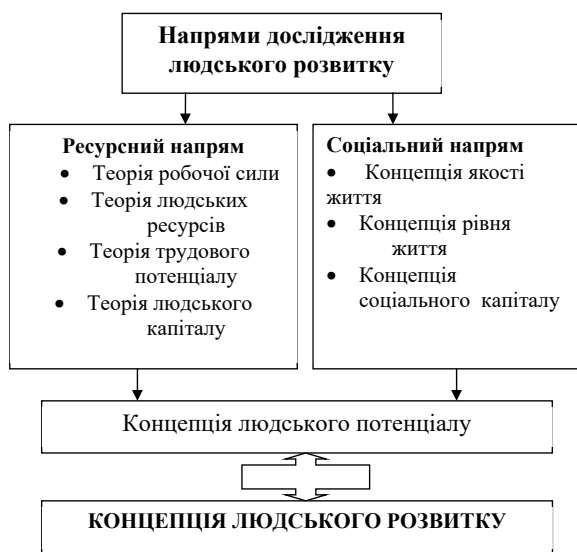 Напрями дослідження
людського розвитку
Ресурсний напрям
• Теорія робочої сили
• Теорія людських
ресурсів
• Теорія трудового
потенціалу
• Теорія людського
капіталу
Соціальний напрям
• Концепція якості
життя
• Концепція рівня
життя
• Концепція
соціального капіталу
Концепція людського потенціалу
КОНЦЕПЦІЯ ЛЮДСЬКОГО РОЗВИТКУ